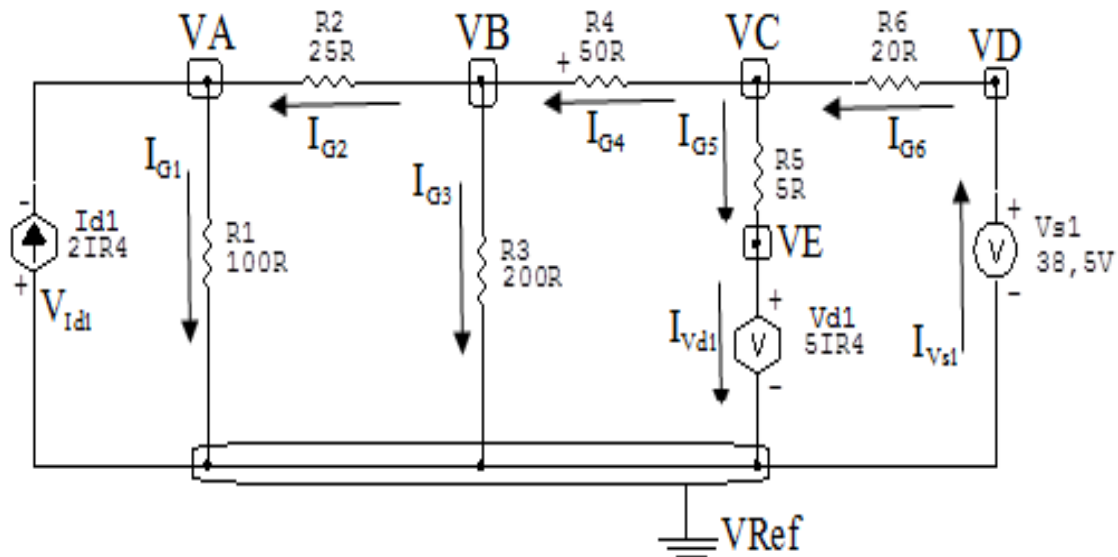 VA
R2
25R
VB
R4
50R
+
VC
R6
20R
VD
IG2
IG4
IG5
IG6
IG1
IG3
R5
5R
-
Id1
2IR4
+
VId1
R1
100R
R3
200R
VE
+
Vd1
5IR4
-
V
IVd1
+
Vs1
38,5V
-
V
IVs1
VRef